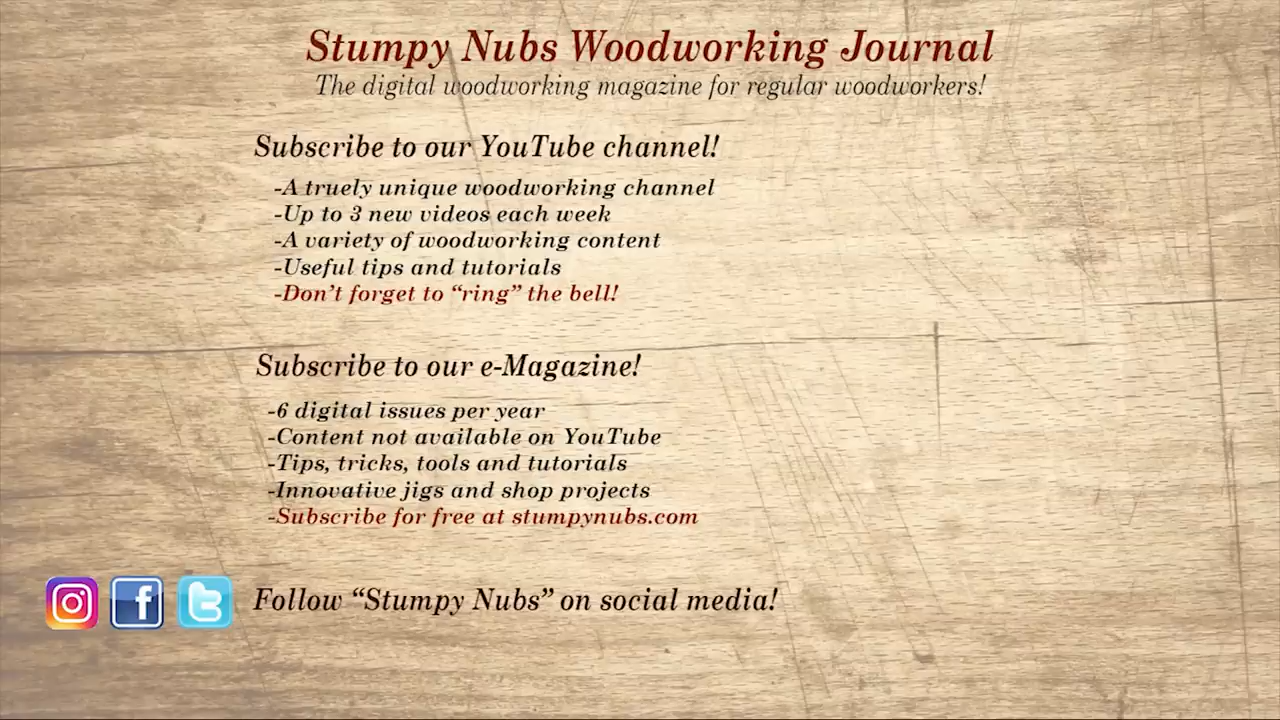 Stumpy Nubs Woodworking Journal
The digital woodworking magazine for regular woodworkers!
Subscribe to our YouTube channel!
-A truely unique woodworking channel
-Up to 3 new videos each week
-A variety of woodworking content
-Useful tips and tutorials
-Don’t forget to “ring” the bell!
Subscribe to our e-Magazine!
-6 digital issues per year
-Content not available on YouTube
-Tips, tricks, tools and tutorials
-Innovative jigs and shop projects
-Subscribe for free at stumpynubs.com
Follow “Stumpy Nubs” on social media!